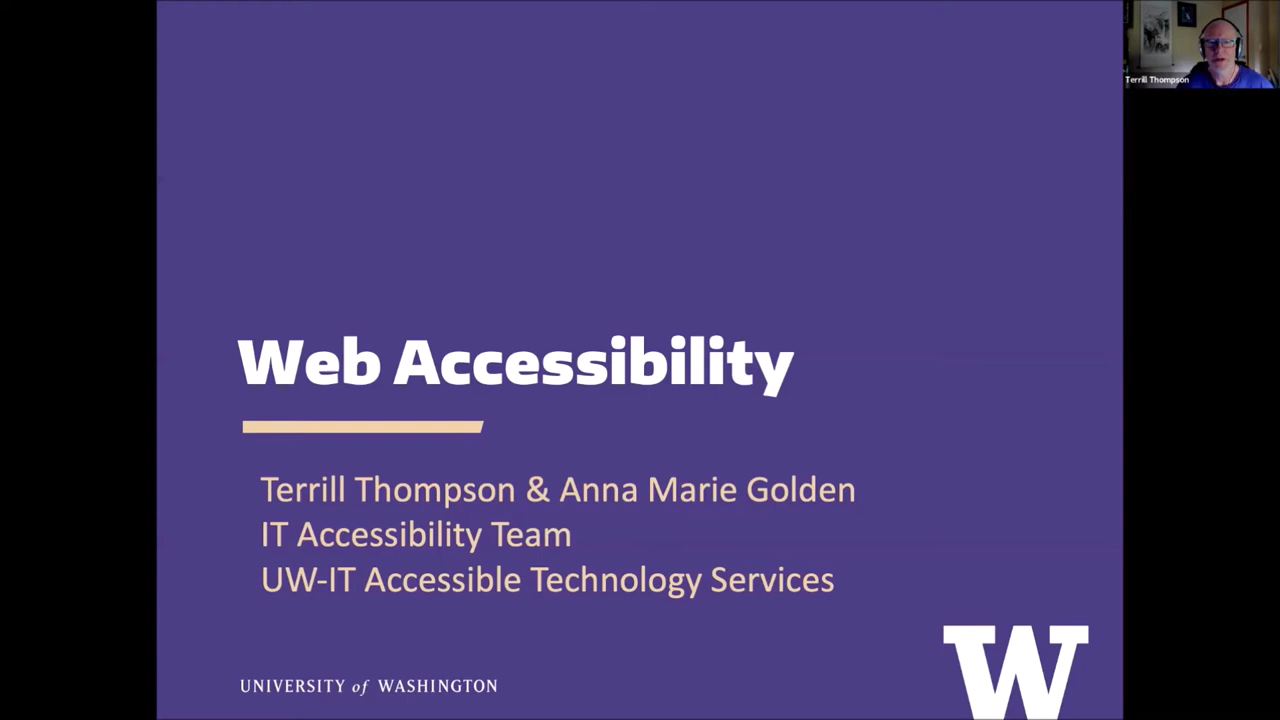 Terrill Thompson
Web Accessibility
Terrill Thompson & Anna Marie Golden
IT Accessibility Team
UW-IT Accessible Technology Services
UNIVERSITY of WASHINGTON
W